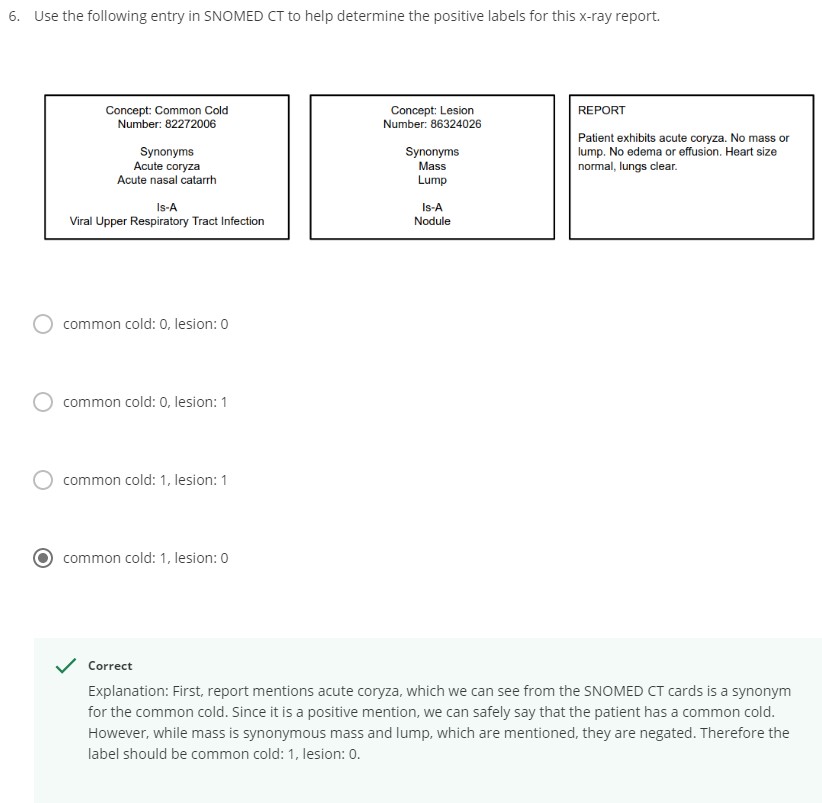 6. Use the following entry in SNOMED CT to help determine the positive labels for this x-ray report.
Concept: Common Cold
Number: 82272006
Synonyms
Acute coryza
Acute nasal catarrh
Is-A
Viral Upper Respiratory Tract Infection
Concept: Lesion
Number: 86324026
Synonyms
Mass
Lump
Is-A
Nodule
REPORT
Patient exhibits acute coryza. No mass or
lump. No edema or effusion. Heart size
normal, lungs clear.
common cold: 0, lesion: 0
common cold: 0, lesion: 1
common cold: 1, lesion: 1
common cold: 1, lesion: 0
Correct
Explanation: First, report mentions acute coryza, which we can see from the SNOMED CT cards is a synonym
for the common cold. Since it is a positive mention, we can safely say that the patient has a common cold.
However, while mass is synonymous mass and lump, which are mentioned, they are negated. Therefore the
label should be common cold: 1, lesion: 0.